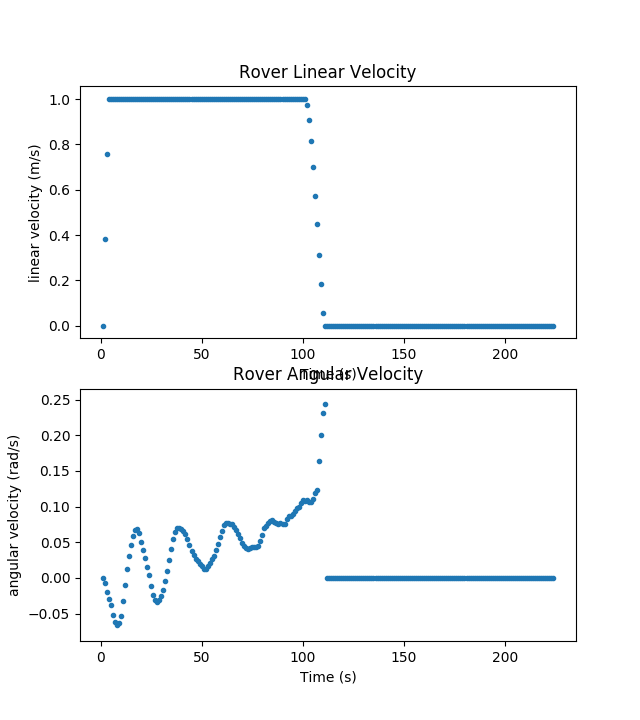 Rover Linear Velocity
linear velocity (m/s)
1.0
0.8
0.6
0.4
0.2
0.0
0 50 100 150 200
Time (s)
Rover Angular Velocity
angular velocity (rad/s)
0.25
0.20
0.15
0.10
0.05
0.00
−0.05
0 50 100 150 200
Time (s)